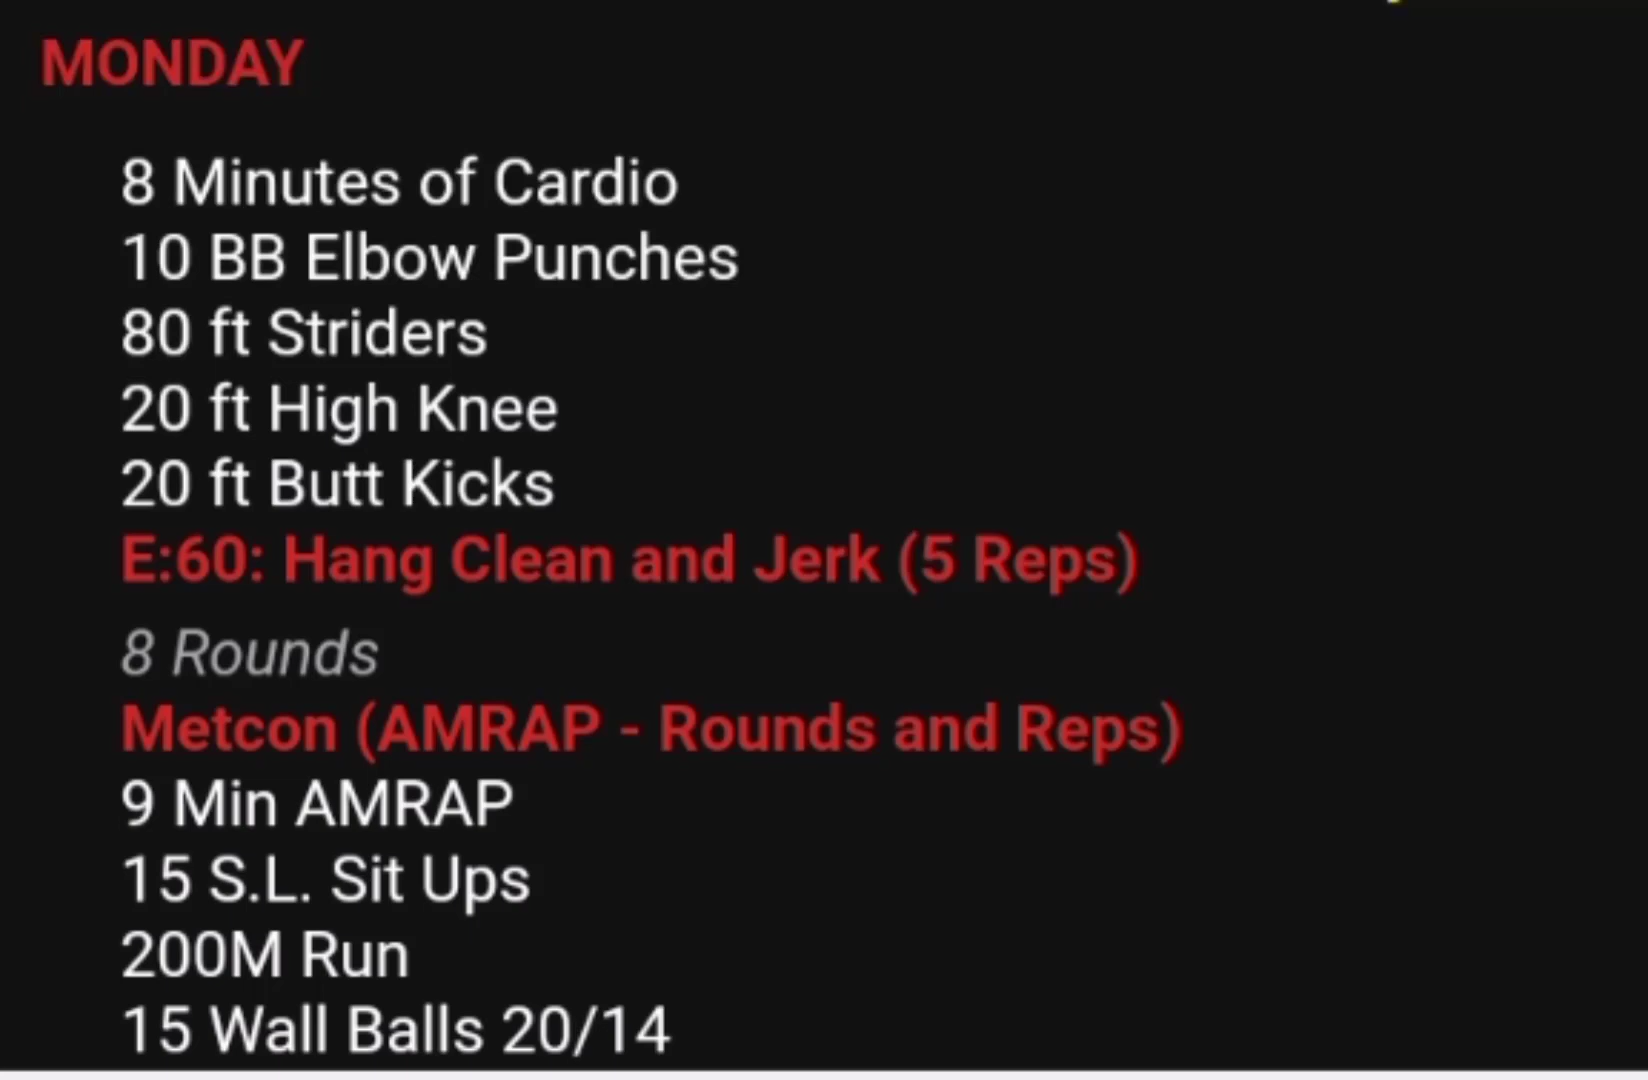 MONDAY
8 Minutes of Cardio
10 BB Elbow Punches
80 ft Striders
20 ft High Knee
20 ft Butt Kicks
E:60: Hang Clean and Jerk (5 Reps)
8 Rounds
Metcon (AMRAP - Rounds and Reps)
9 Min AMRAP
15 S.L. Sit Ups
200M Run
15 Wall Balls 20/14